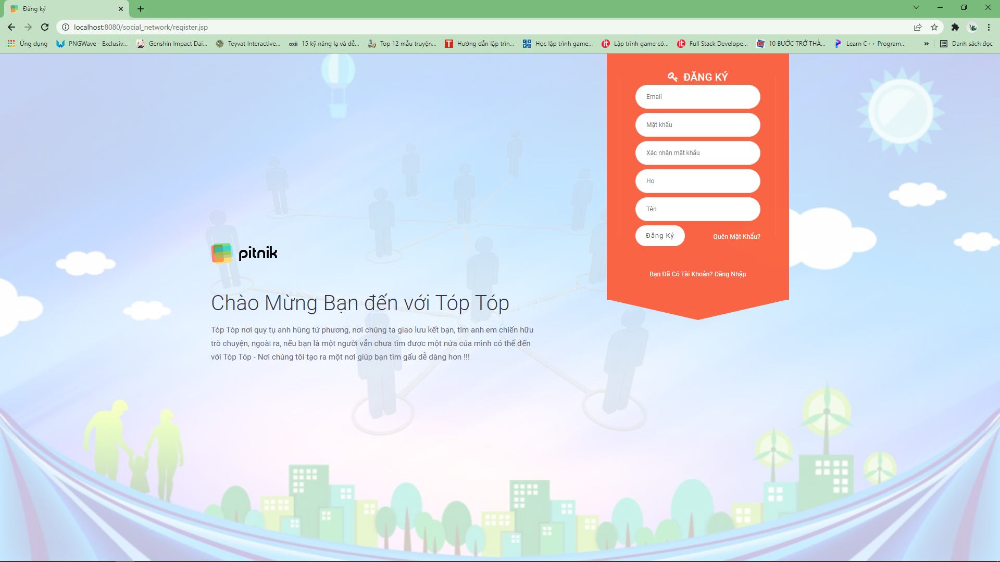 Đăng ký
localhost:8080/social_network/register.jsp
Ứng dụng
PNGWave - Exclusiv...
Genshin Impact Dai...
Teyvat Interactive...
oxii
15 kỹ năng lạ và dễ...
Top 12 mẫu truyện...
Hướng dẫn lập trìn...
Học lập trình game...
Lập trình game có...
Full Stack Develope...
10 BƯỚC TRỞ THÀ...
Learn C++ Program...
»
Danh sách đọc
ĐĂNG KÝ
Email
Mật khẩu
Xác nhận mật khẩu
Họ
Tên
Đăng Ký
Quên Mật Khẩu?
Bạn Đã Có Tài Khoản? Đăng Nhập
pitnik
Chào Mừng Bạn đến với Tóp Tóp
Tóp Tóp nơi quy tụ anh hùng tứ phương, nơi chúng ta giao lưu kết bạn, tìm anh em chiến hữu
trò chuyện, ngoài ra, nếu bạn là một người vẫn chưa tìm được một nửa của mình có thể đến
với Tóp Tóp - Nơi chúng tôi tạo ra một nơi giúp bạn tìm gấu dễ dàng hơn !!!